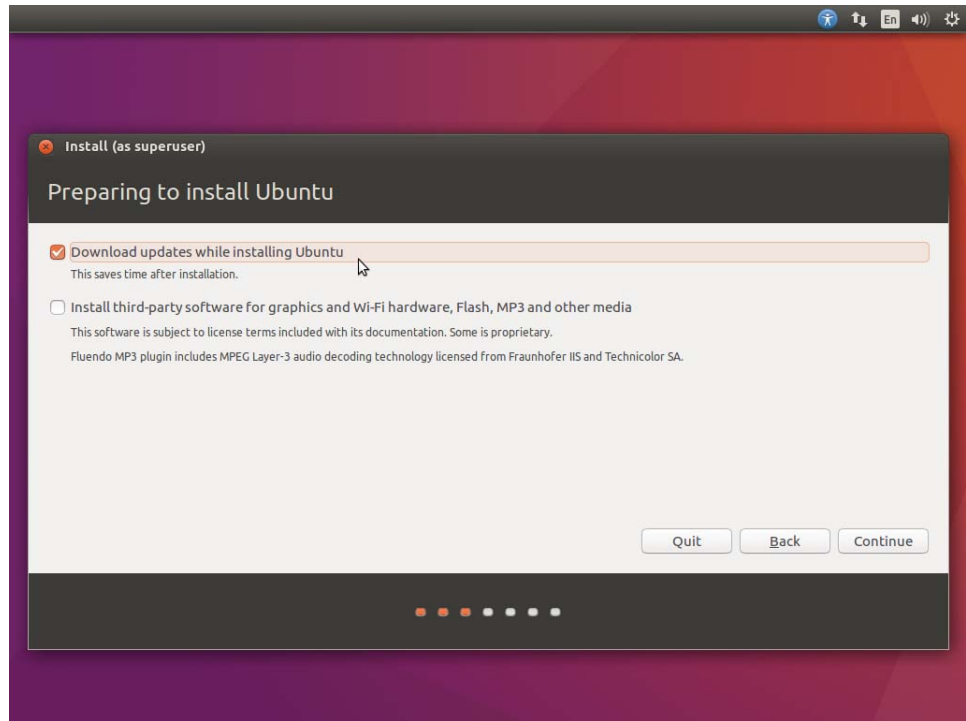 En
Install (as superuser)
Preparing to install Ubuntu
Download updates while installing Ubuntu
This saves time after installation.
Install third-party software for graphics and Wi-Fi hardware, Flash, MP3 and other media
This software is subject to license terms included with its documentation. Some is proprietary.
Fluendo MP3 plugin includes MPEG Layer-3 audio decoding technology licensed from Fraunhofer IIS and Technicolor SA.
Quit Back Continue